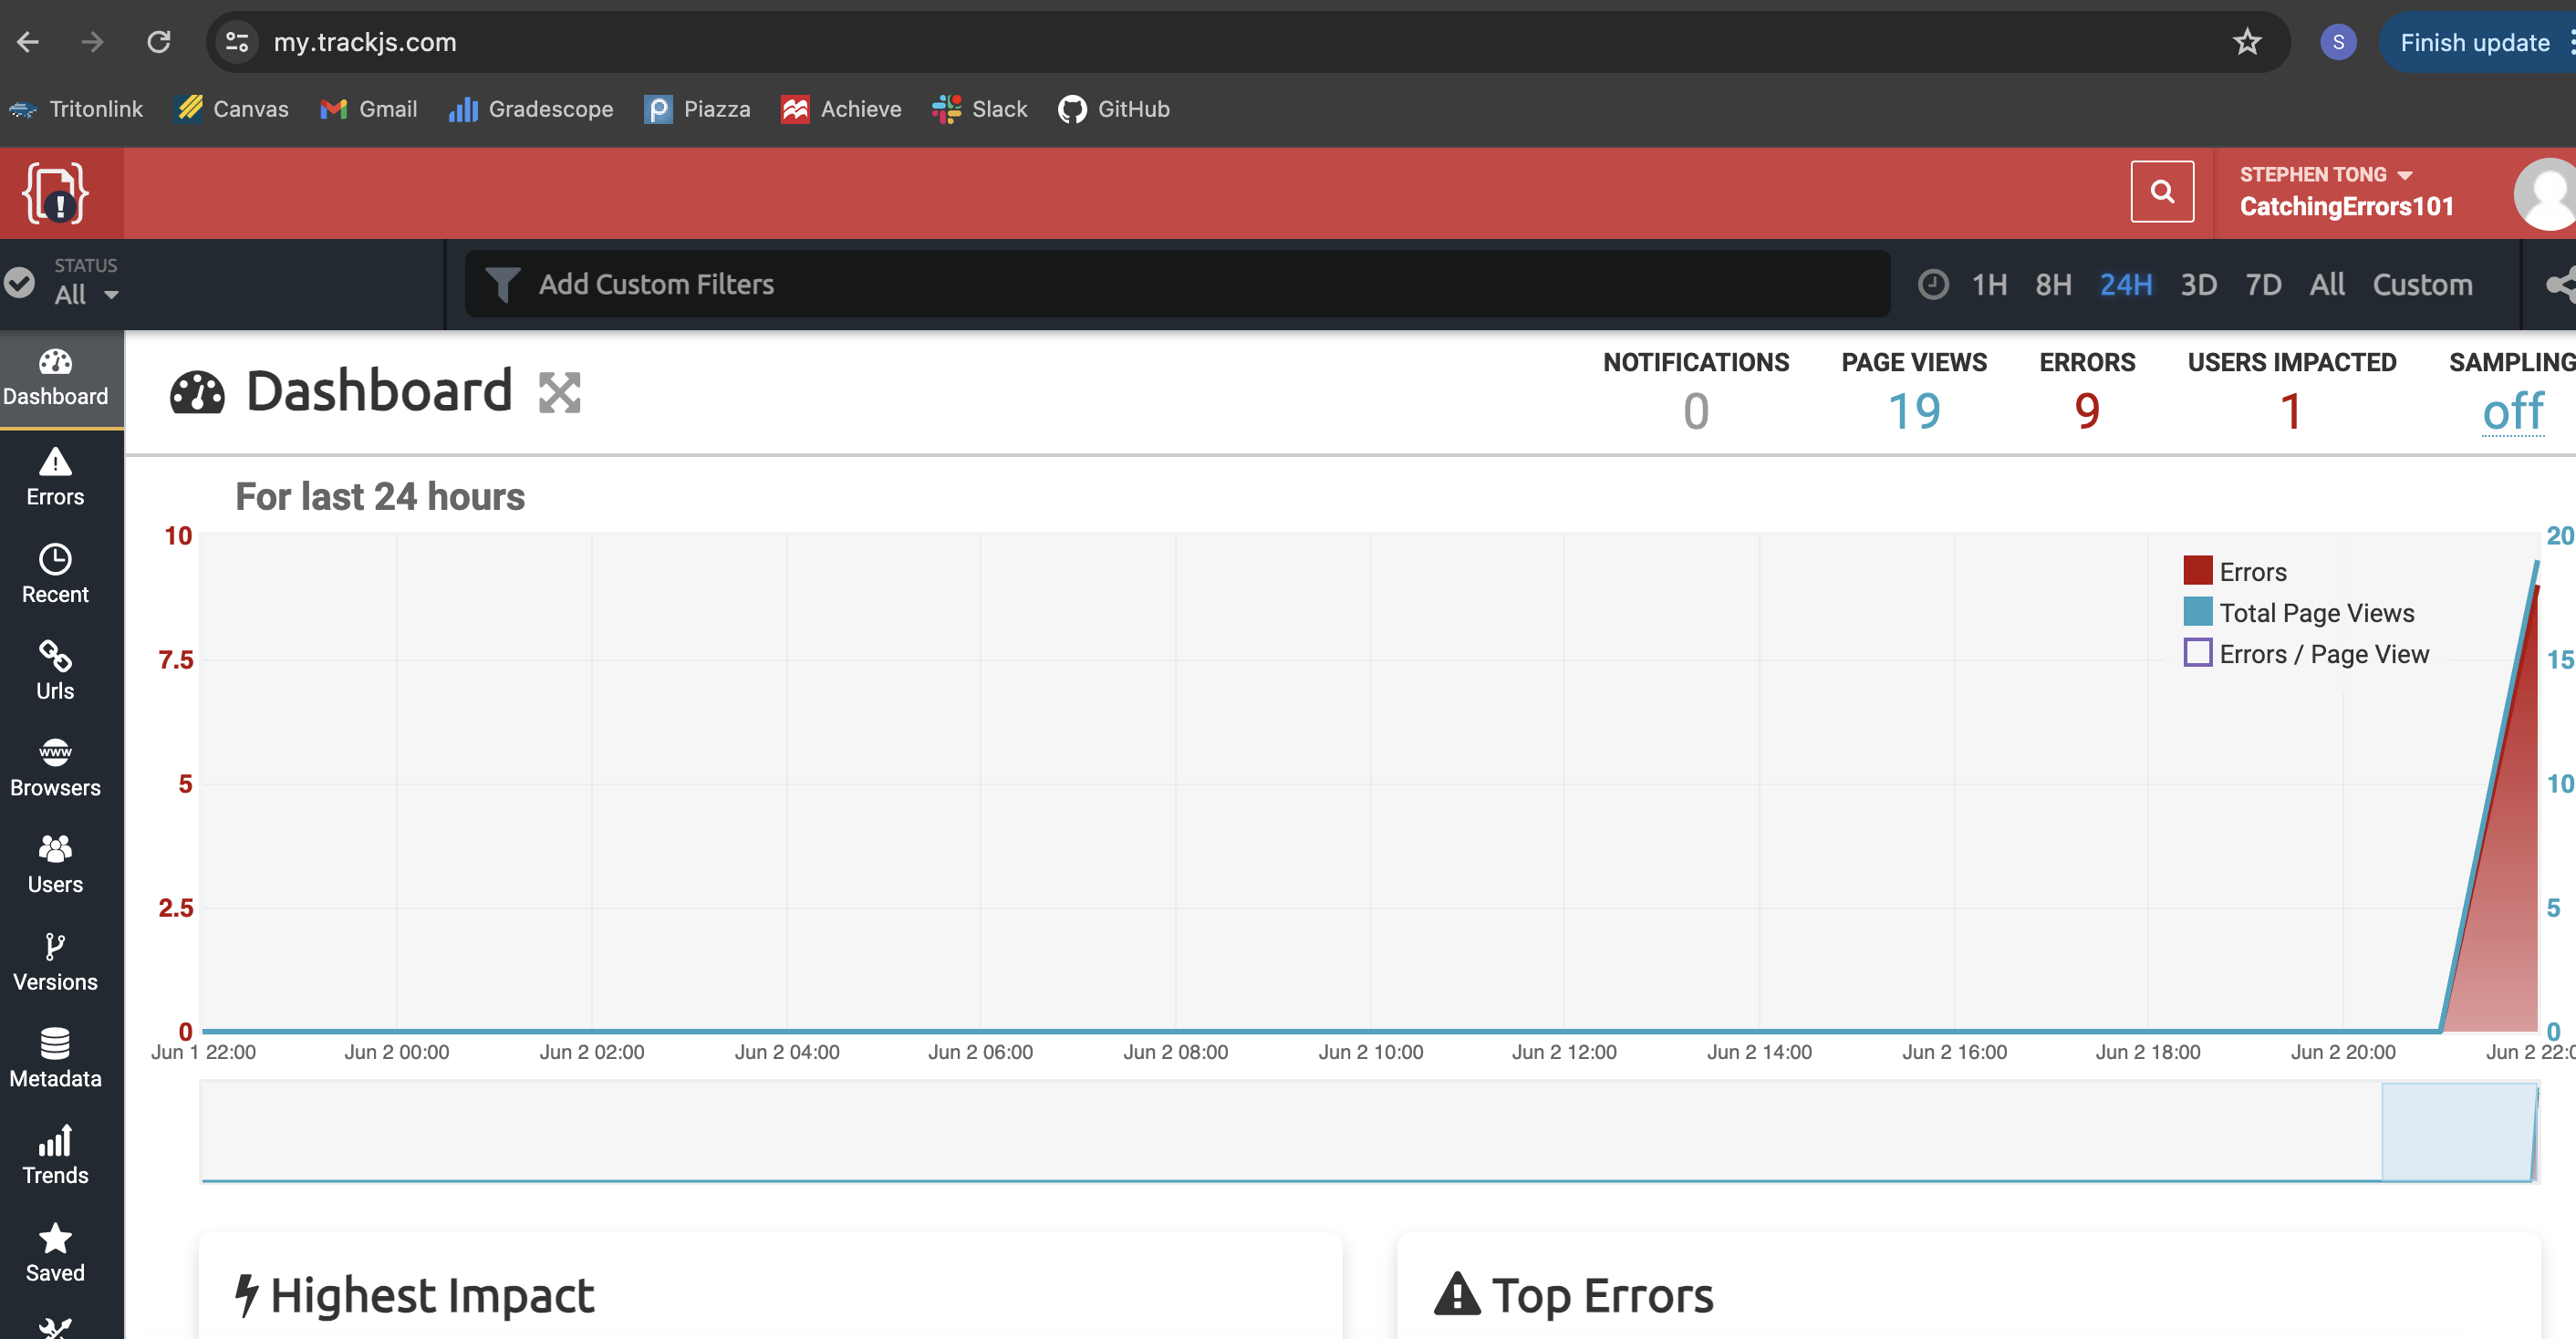 my.trackjs.com
S
Finish update
Tritonlink Canvas Gmail Gradescope Piazza Achieve Slack GitHub
STEPHEN TONG
CatchingErrors101
STATUS
All
Add Custom Filters
1H 8H 24H 3D 7D All Custom
Dashboard
Errors
Recent
Urls
www
Browsers
Users
Versions
Metadata
Trends
Saved
Dashboard
NOTIFICATIONS
0
PAGE VIEWS
19
ERRORS
9
USERS IMPACTED
1
SAMPLING
off
For last 24 hours
10
7.5
5
2.5
0
Errors
Total Page Views
Errors / Page View
20
15
10
5
0
Jun 1 22:00 Jun 2 00:00 Jun 2 02:00 Jun 2 04:00 Jun 2 06:00 Jun 2 08:00 Jun 2 10:00 Jun 2 12:00 Jun 2 14:00 Jun 2 16:00 Jun 2 18:00 Jun 2 20:00 Jun 2 22:0
Highest Impact
Top Errors